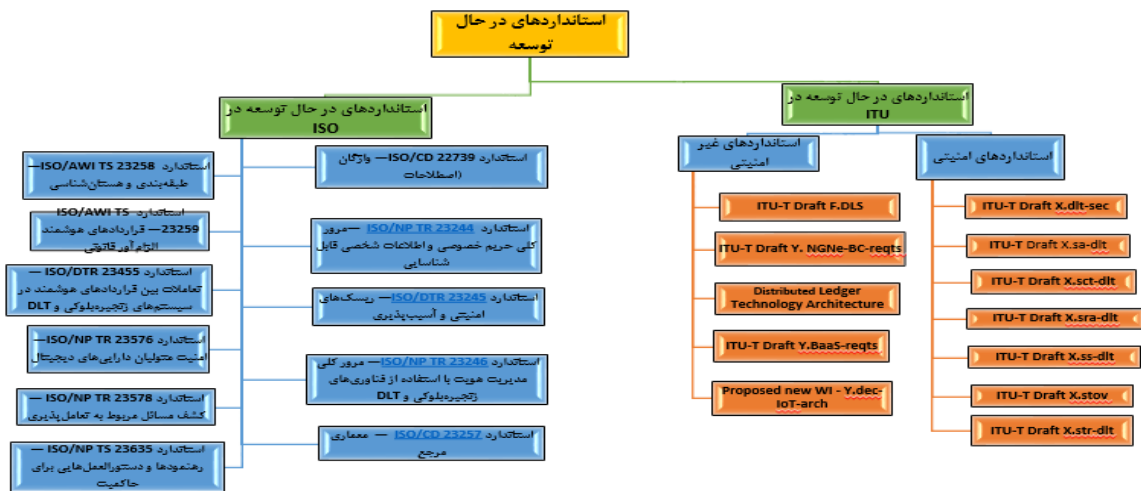 استانداردهای در حال
توسعه
استانداردهای در حال توسعه در
ITU
استانداردهای امنیتی
ITU-T Draft X.dlt-sec
ITU-T Draft X.sa-dlt
ITU-T Draft X.sct-dlt
ITU-T Draft X.sra-dlt
ITU-T Draft X.ss-dlt
ITU-T Draft X.stov
ITU-T Draft X.str-dlt
استانداردهای غیر
امنیتی
ITU-T Draft F.DLS
ITU-T Draft Y. NGNe-BC-reqts
Distributed Ledger
Technology Architecture
ITU-T Draft Y.BaaS-reqts
Proposed new WI - Y.dec-
IoT-arch
استانداردهای در حال توسعه در
ISO
استاندارد ISO/CD 22739— واژگان
(اصطلاحات
استاندارد ISO/NP TR 23244 —مرور
کلی حریم خصوصی و اطلاعات شخصی قابل
شناسایی
استاندارد ISO/DTR 23245— ریسک‌های
امنیتی و آسیب‌پذیری
استاندارد ISO/NP TR 23246— مرور کلی
مدیریت هویت با استفاده از فناوری‌های
زنجیره‌بلوکی و DLT
استاندارد ISO/CD 23257 — معماری
مرجع
استاندارد ISO/AWI TS 23258—
طبقه‌بندی و هستان‌شناسی
استاندارد ISO/AWI TS
23259— قراردادهای هوشمند
الزام آور قانونی
استاندارد ISO/DTR 23455 —
تعاملات بین قراردادهای هوشمند در
سیستم‌های زنجیره‌بلوکی و DLT
استاندارد ISO/NP TR 23576—
امنیت متولیان دارایی‌های دیجیتال
استاندارد ISO/NP TR 23578 —
کشف مسائل مربوط به تعامل‌پذیری
استاندارد ISO/NP TS 23635 —
رهنمودها و دستورالعمل‌هایی برای
حاکمیت